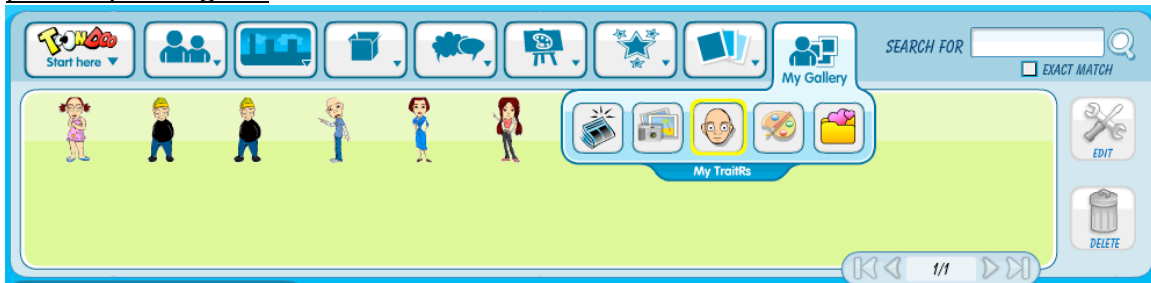 TOONDOO
Start here
My Gallery
SEARCH FOR
EXACT MATCH
My TraitRs
EDIT
DELETE
1/1